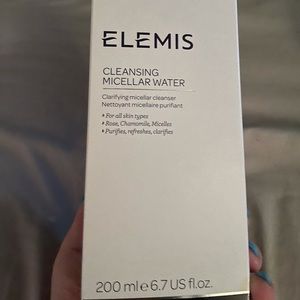 ELEMIS
CLEANSING
MICELLAR WATER
Clarifying micellar cleanser
Nettoyant micellaire purifiant
• For all skin types
• Rose, Chamomile, Micelles
• Purifies, refreshes, clarifies
200 ml e 6.7 US fl.oz.